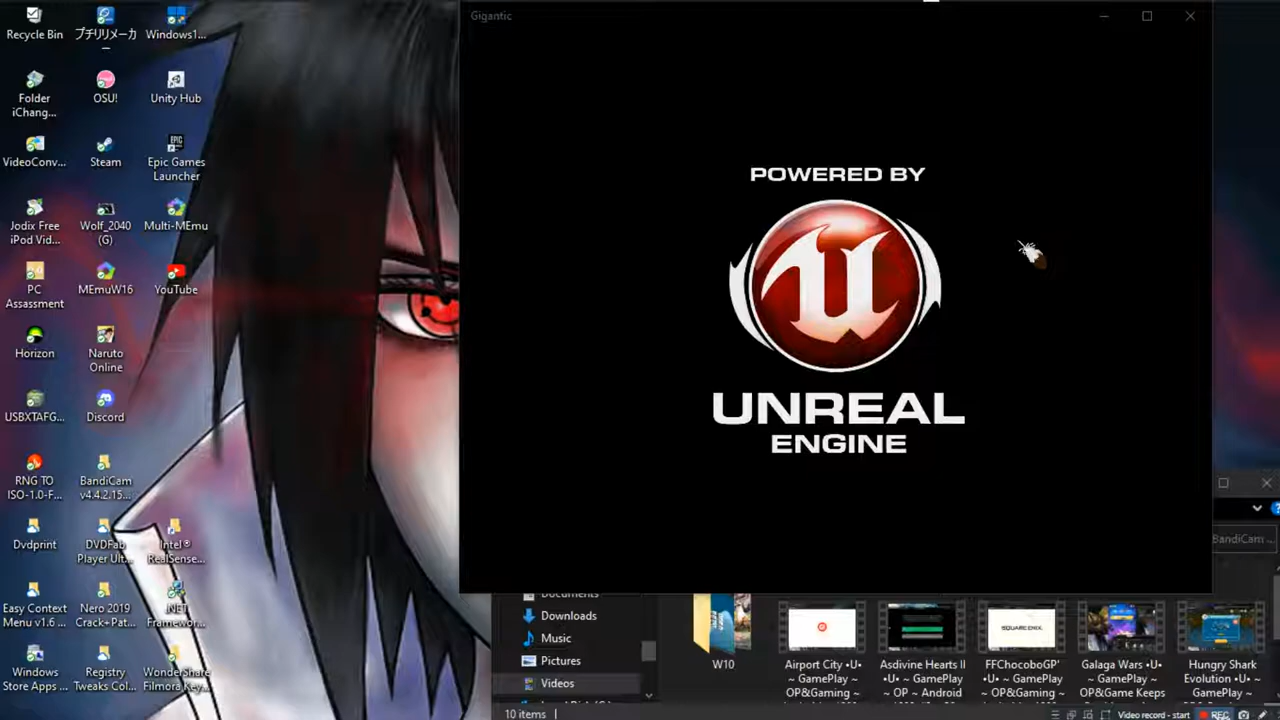 Recycle Bin
プチリリメーカ
ー
Windows1...
Folder
iChang...
OSU!
Unity Hub
VideoConv...
Steam
Epic Games
Launcher
Jodix Free
iPod Vid...
Wolf_2040
(G)
Multi-MEmu
PC
Assassment
MEmuW16
YouTube
Horizon
Naruto
Online
USBXTAFG...
Discord
RNG TO
ISO-1.0-F...
BandiCam
v4.4.2.15...
Dvdprint
DVDFab
Player Ult...
Intel®
RealSense...
Easy Context
Menu v1.6 ...
Nero 2019
Crack+Pat...
.NET
Framewor...
Windows
Store Apps ...
Registry
Tweaks Col...
WonderShare
Filmora Key...
Gigantic
POWERED BY
UNREAL
ENGINE
BandiCam ...
Documents
Downloads
Music
Pictures
Videos
W10
Airport City •U•
~ GamePlay ~
OP&Gaming ~
Asdivine Hearts II
•U• ~ GamePlay
~ OP ~ Android
FFChocoboGP'
•U• ~ GamePlay
~ OP&Gaming ~
Galaga Wars •U•
~ GamePlay ~
OP&Game Keeps
Hungry Shark
Evolution •U•
~ GamePlay ~
10 items
Video record - start
REC